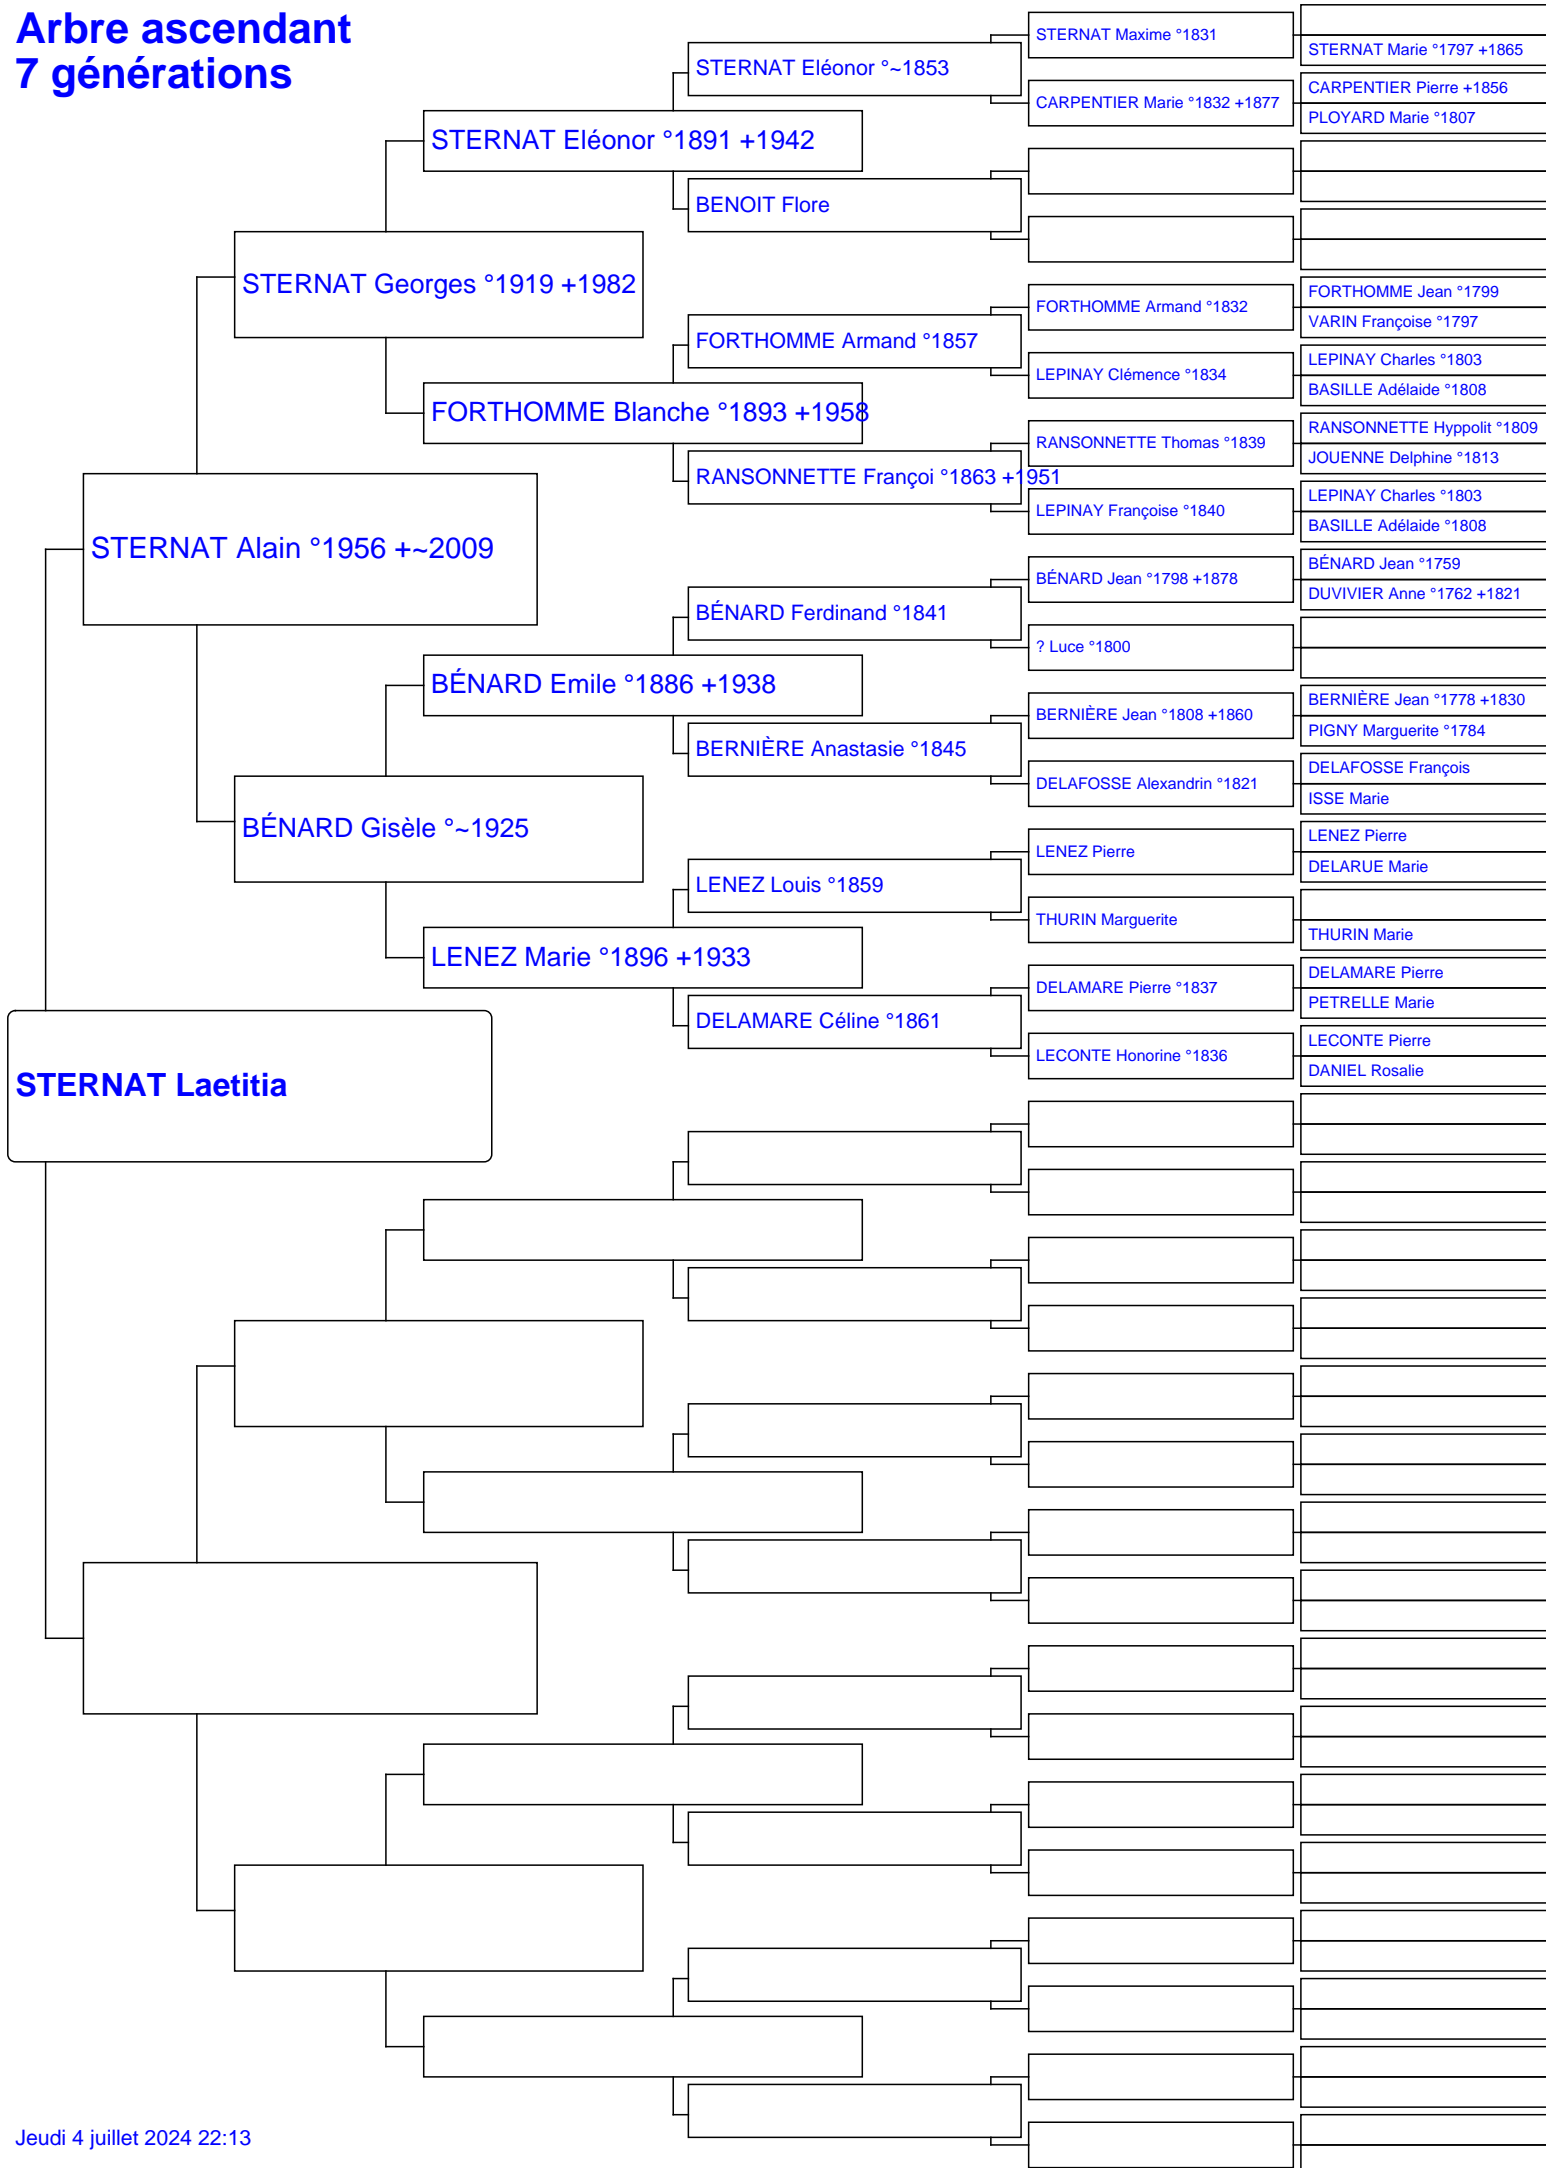 Arbre ascendant
7 générations
STERNAT Laetitia
STERNAT Alain °1956 +~2009
STERNAT Georges °1919 +1982
BÉNARD Gisèle °~1925
STERNAT Eléonor °1891 +1942
FORTHOMME Blanche °1893 +1958
BÉNARD Emile °1886 +1938
LENEZ Marie °1896 +1933
STERNAT Eléonor °~1853
BENOIT Flore
FORTHOMME Armand °1857
RANSONNETTE Françoi °1863 +1951
BÉNARD Ferdinand °1841
BERNIÈRE Anastasie °1845
LENEZ Louis °1859
DELAMARE Céline °1861
STERNAT Maxime °1831
CARPENTIER Marie °1832 +1877
FORTHOMME Armand °1832
LEPINAY Clémence °1834
RANSONNETTE Thomas °1839
LEPINAY Françoise °1840
BÉNARD Jean °1798 +1878
? Luce °1800
BERNIÈRE Jean °1808 +1860
DELAFOSSE Alexandrin °1821
LENEZ Pierre
THURIN Marguerite
DELAMARE Pierre °1837
LECONTE Honorine °1836
STERNAT Marie °1797 +1865
CARPENTIER Pierre +1856
PLOYARD Marie °1807
FORTHOMME Jean °1799
VARIN Françoise °1797
LEPINAY Charles °1803
BASILLE Adélaide °1808
RANSONNETTE Hyppolit °1809
JOUENNE Delphine °1813
LEPINAY Charles °1803
BASILLE Adélaide °1808
BÉNARD Jean °1759
DUVIVIER Anne °1762 +1821
BERNIÈRE Jean °1778 +1830
PIGNY Marguerite °1784
DELAFOSSE François
ISSE Marie
LENEZ Pierre
DELARUE Marie
THURIN Marie
DELAMARE Pierre
PETRELLE Marie
LECONTE Pierre
DANIEL Rosalie
Jeudi 4 juillet 2024 22:13